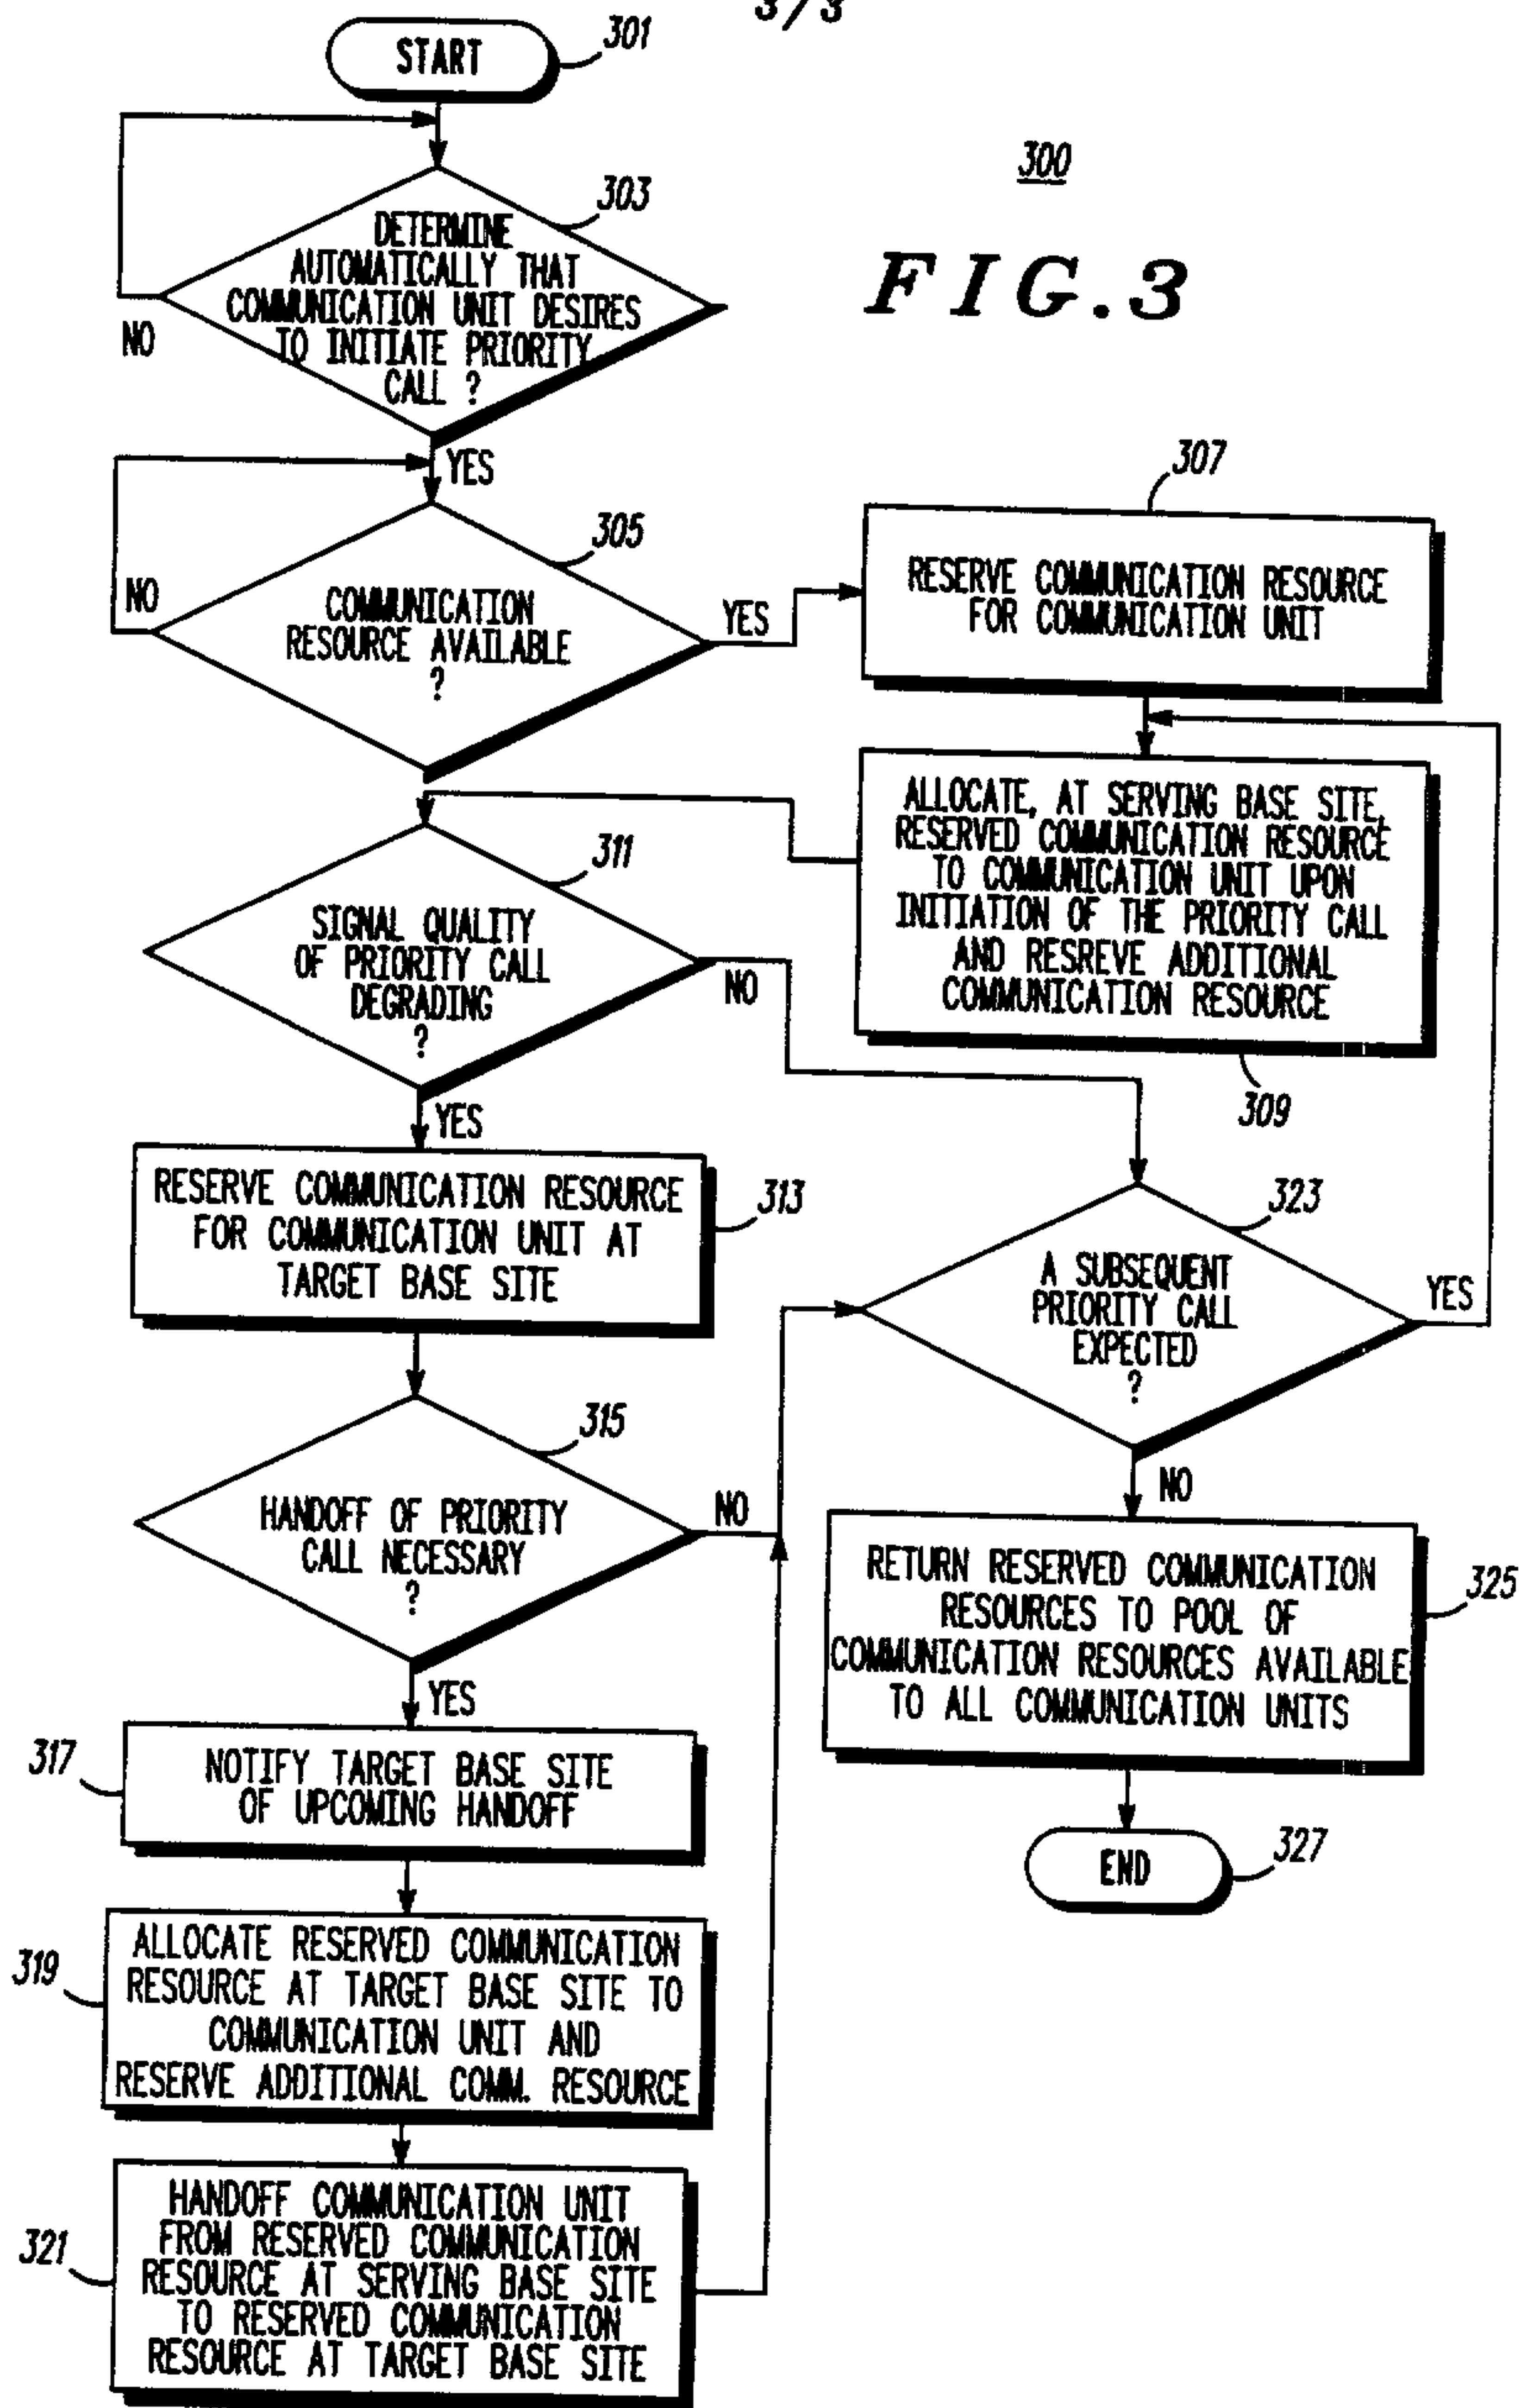 3/3
START
301
300
FIG.3
303
DETERMINE
AUTOMATICALLY THAT
COMMUNICATION UNIT DESIRES
TO INITIATE PRIORITY
CALL ?
NO
YES
305
COMMUNICATION
RESOURCE AVAILABLE
?
NO
YES
307
RESERVE COMMUNICATION RESOURCE
FOR COMMUNICATION UNIT
ALLOCATE, AT SERVING BASE SITE,
RESERVED COMMUNICATION RESOURCE
TO COMMUNICATION UNIT UPON
INITIATION OF THE PRIORITY CALL
AND RESREVE ADDITIONAL
COMMUNICATION RESOURCE
309
311
SIGNAL QUALITY
OF PRIORITY CALL
DEGRADING
?
NO
YES
RESERVE COMMUNICATION RESOURCE
FOR COMMUNICATION UNIT AT
TARGET BASE SITE
313
315
HANDOFF OF PRIORITY
CALL NECESSARY
?
NO
YES
317
NOTIFY TARGET BASE SITE
OF UPCOMING HANDOFF
319
ALLOCATE RESERVED COMMUNICATION
RESOURCE AT TARGET BASE SITE TO
COMMUNICATION UNIT AND
RESERVE ADDITIONAL COMM. RESOURCE
321
HANDOFF COMMUNICATION UNIT
FROM RESERVED COMMUNICATION
RESOURCE AT SERVING BASE SITE
TO RESERVED COMMUNICATION
RESOURCE AT TARGET BASE SITE
323
A SUBSEQUENT
PRIORITY CALL
EXPECTED
?
YES
NO
RETURN RESERVED COMMUNICATION
RESOURCES TO POOL OF
COMMUNICATION RESOURCES AVAILABLE
TO ALL COMMUNICATION UNITS
325
END
327